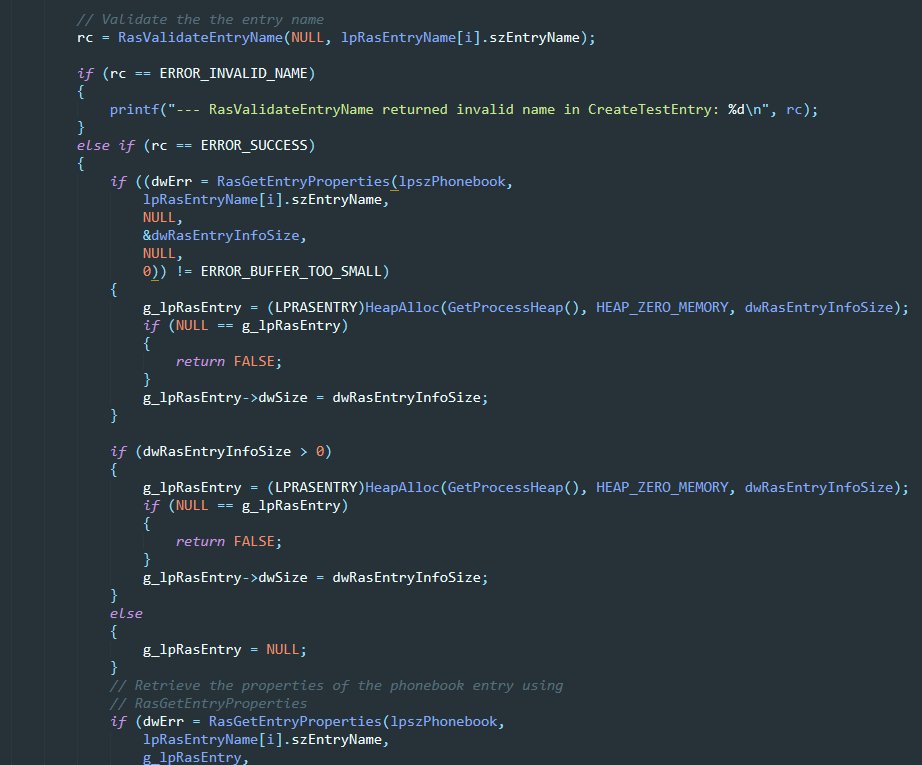 // Validate the the entry name
rc = RasValidateEntryName(NULL, lpRasEntryName[i].szEntryName);
if (rc == ERROR_INVALID_NAME)
{
printf("--- RasValidateEntryName returned invalid name in CreateTestEntry: %d\n", rc);
}
else if (rc == ERROR_SUCCESS)
{
if ((dwErr = RasGetEntryProperties(lpszPhonebook,
lpRasEntryName[i].szEntryName,
NULL,
&dwRasEntryInfoSize,
NULL,
0)) != ERROR_BUFFER_TOO_SMALL)
{
g_lpRasEntry = (LPRASENTRY)HeapAlloc(GetProcessHeap(), HEAP_ZERO_MEMORY, dwRasEntryInfoSize);
if (NULL == g_lpRasEntry)
{
return FALSE;
}
g_lpRasEntry->dwSize = dwRasEntryInfoSize;
}
if (dwRasEntryInfoSize > 0)
{
g_lpRasEntry = (LPRASENTRY)HeapAlloc(GetProcessHeap(), HEAP_ZERO_MEMORY, dwRasEntryInfoSize);
if (NULL == g_lpRasEntry)
{
return FALSE;
}
g_lpRasEntry->dwSize = dwRasEntryInfoSize;
}
else
{
g_lpRasEntry = NULL;
}
// Retrieve the properties of the phonebook entry using
// RasGetEntryProperties
if (dwErr = RasGetEntryProperties(lpszPhonebook,
lpRasEntryName[i].szEntryName,
g_lpRasEntry,